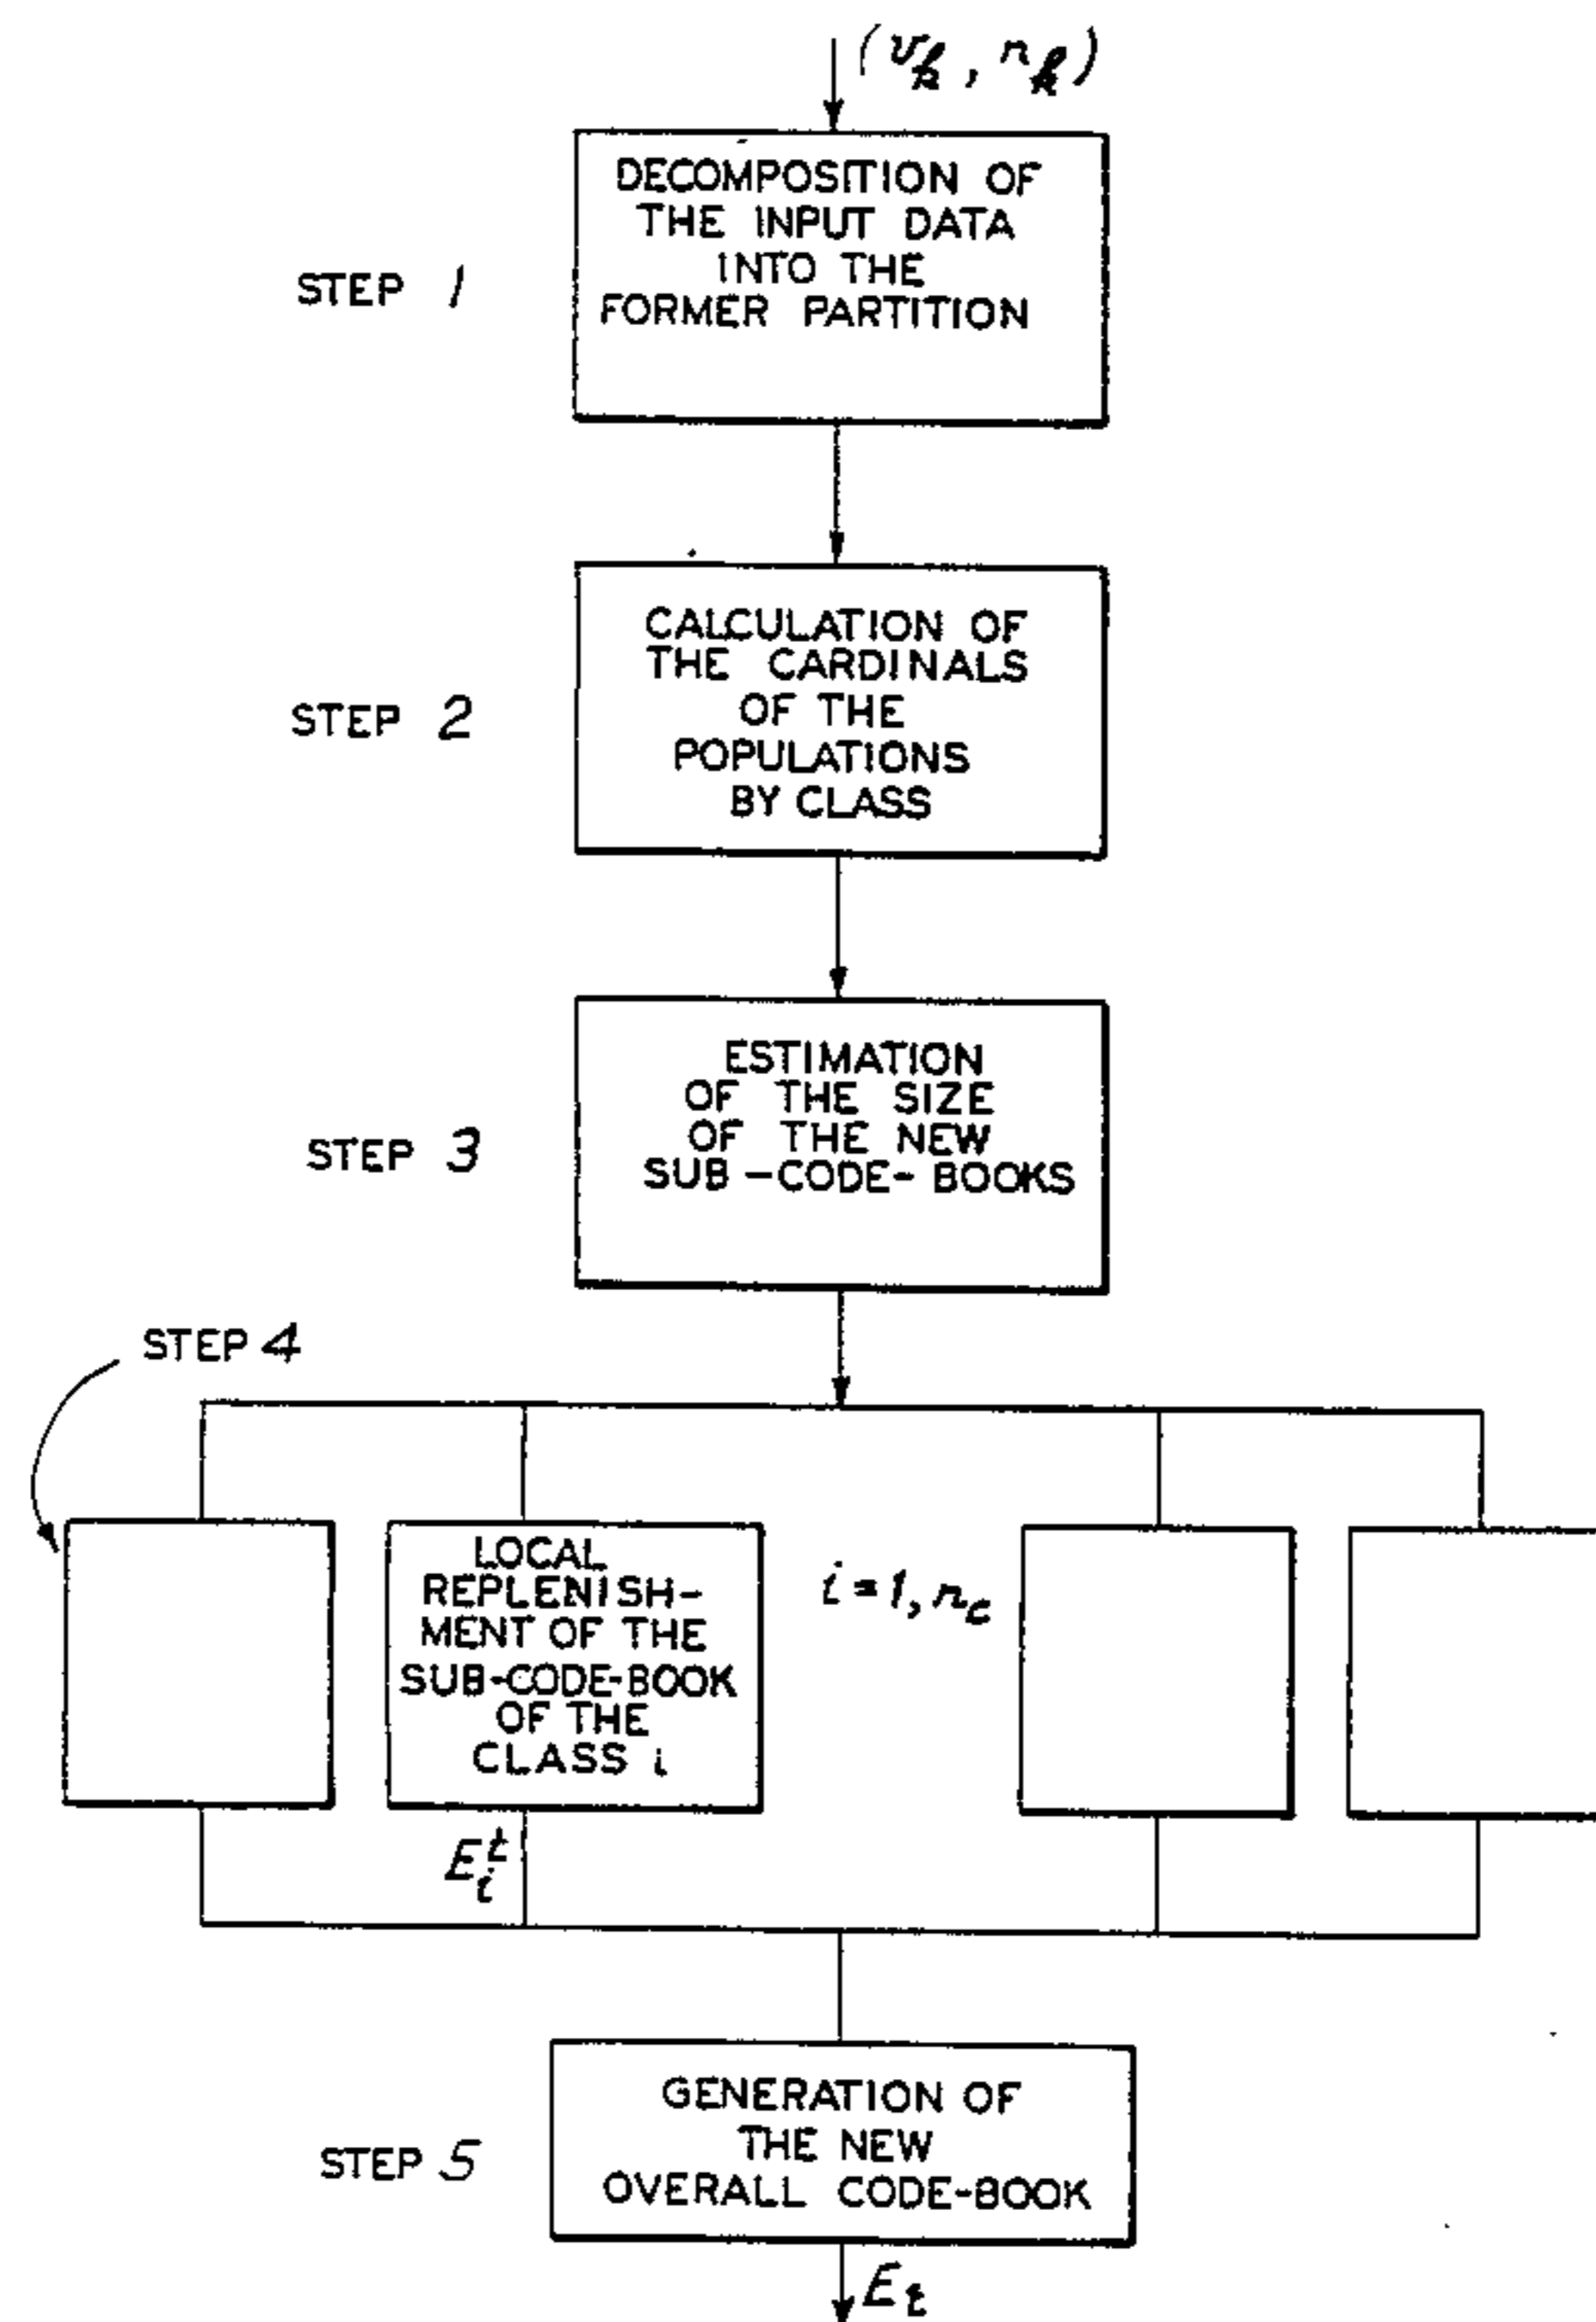 (v_k, n_k)
DECOMPOSITION OF
THE INPUT DATA
INTO THE
FORMER PARTITION
STEP 1
CALCULATION OF
THE CARDINALS
OF THE
POPULATIONS
BY CLASS
STEP 2
ESTIMATION
OF THE SIZE
OF THE NEW
SUB-CODE-BOOKS
STEP 3
STEP 4
LOCAL
REPLENISH-
MENT OF THE
SUB-CODE-BOOK
OF THE
CLASS i
i = 1, n_c
E_i^t
GENERATION OF
THE NEW
OVERALL CODE-BOOK
STEP 5
E_t